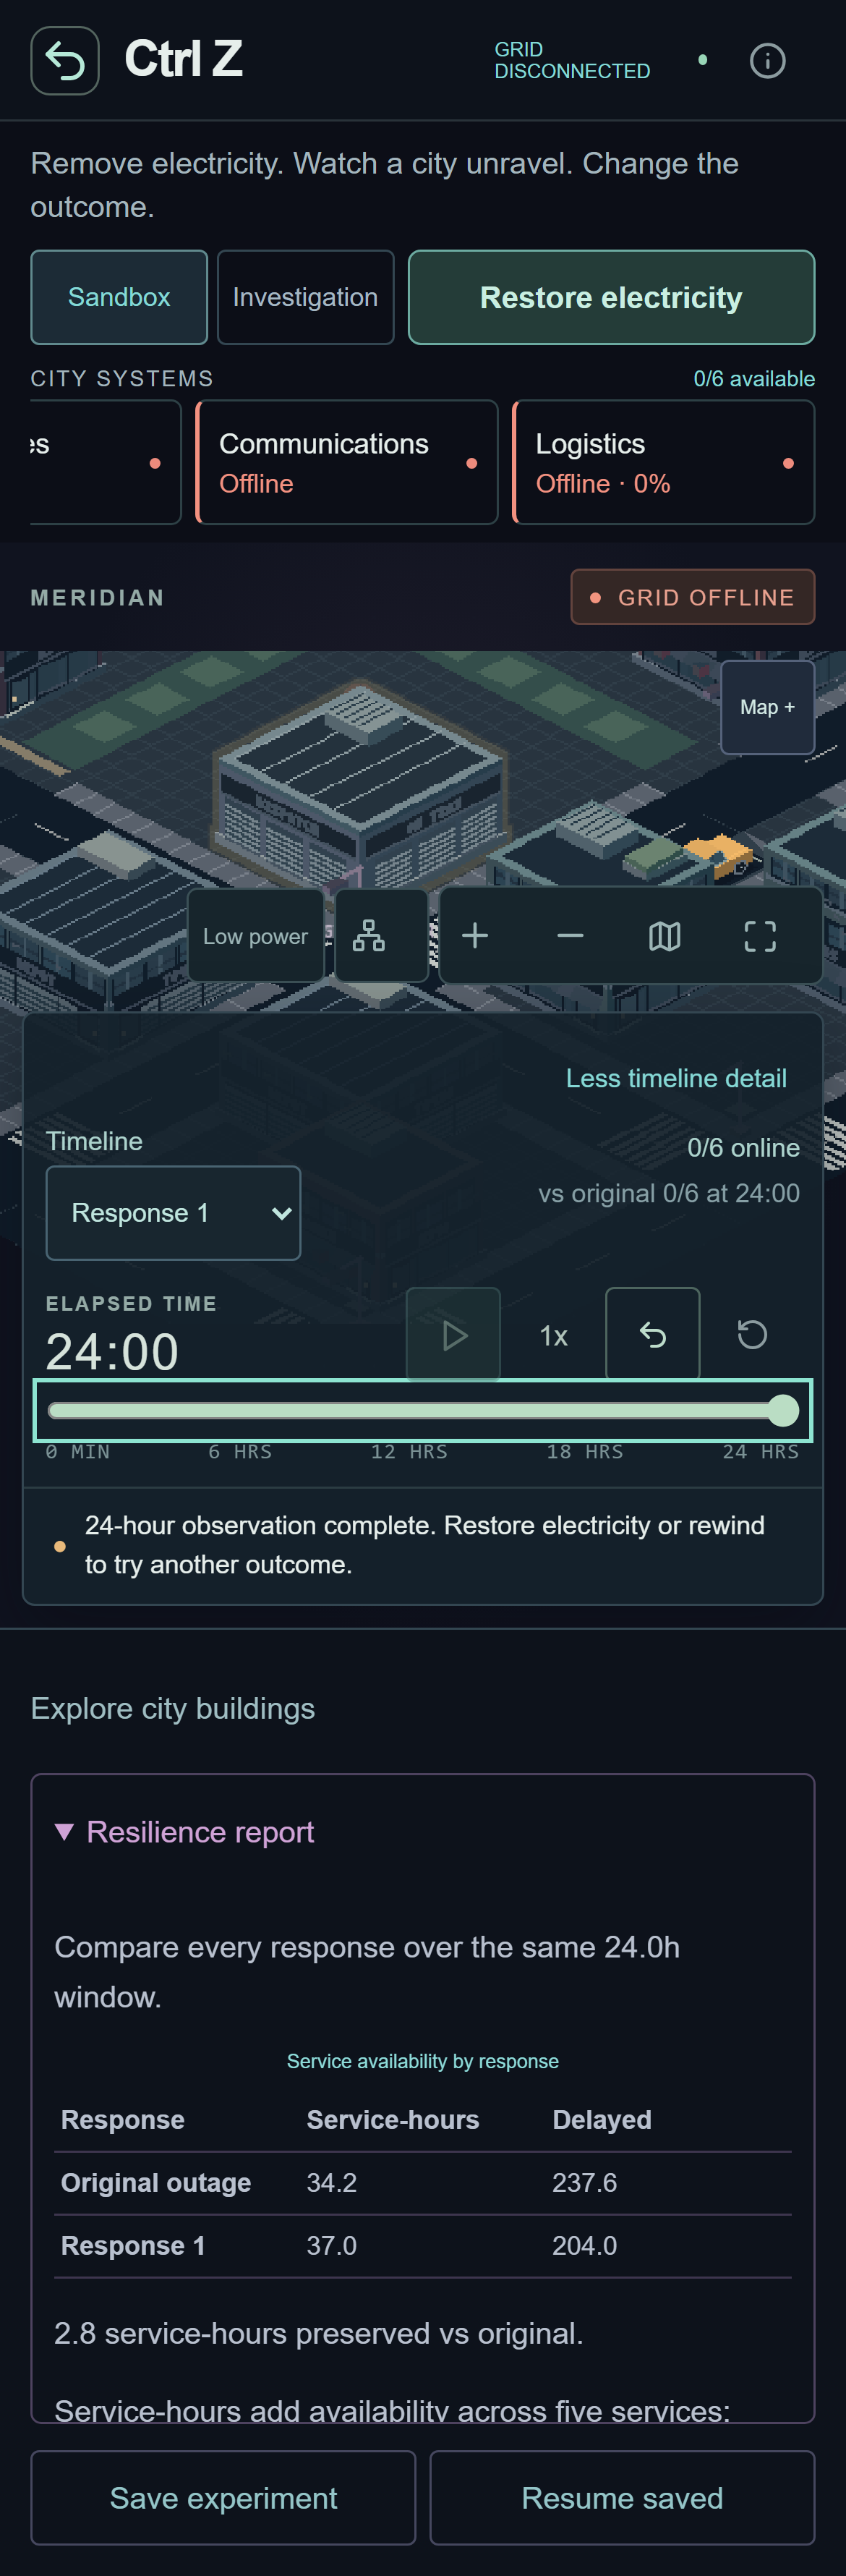 Ctrl Z
GRID
DISCONNECTED
Remove electricity. Watch a city unravel. Change the
outcome.
Sandbox
Investigation
Restore electricity
CITY SYSTEMS
0/6 available
es
Communications
Offline
Logistics
Offline · 0%
MERIDIAN
GRID OFFLINE
Map +
Low power
Less timeline detail
Timeline
0/6 online
Response 1
vs original 0/6 at 24:00
ELAPSED TIME
24:00
1x
0 MIN
6 HRS
12 HRS
18 HRS
24 HRS
24-hour observation complete. Restore electricity or rewind
to try another outcome.
Explore city buildings
Resilience report
Compare every response over the same 24.0h
window.
Service availability by response
Response Service-hours Delayed
Original outage 34.2 237.6
Response 1 37.0 204.0
2.8 service-hours preserved vs original.
Service-hours add availability across five services:
Save experiment
Resume saved